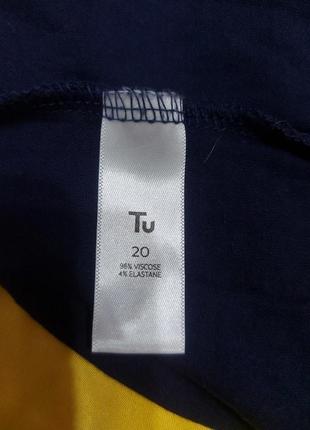 Tu
20
96% VISCOSE
4% ELASTANE